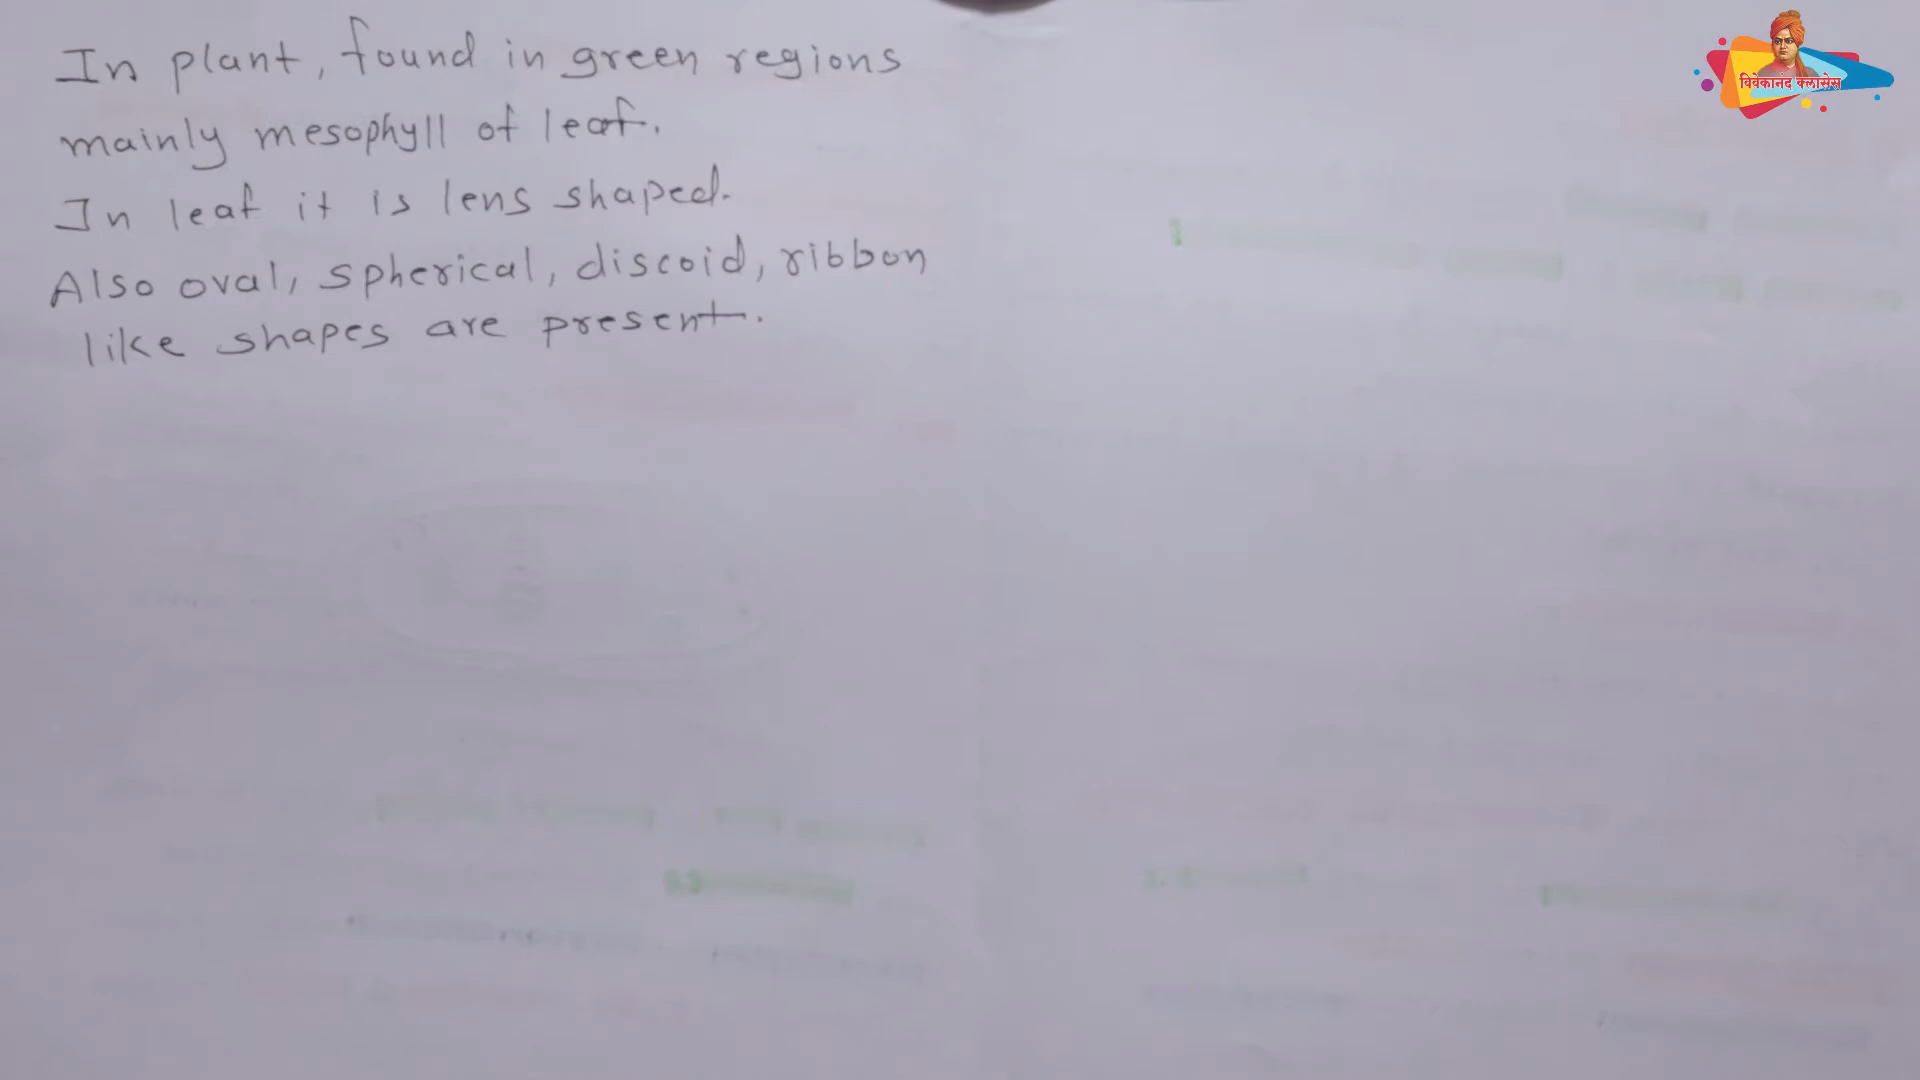 In plant, found in green regions
mainly mesophyll of leaf.
In leaf it is lens shaped.
Also oval, spherical, discoid, ribbon
like shapes are present.
विवेकानंद क्लासेस